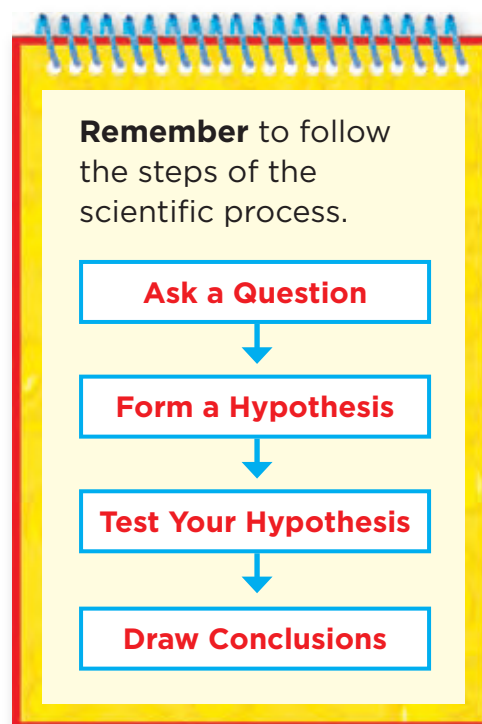 Remember to follow
the steps of the
scientific process.
Ask a Question
Form a Hypothesis
Test Your Hypothesis
Draw Conclusions